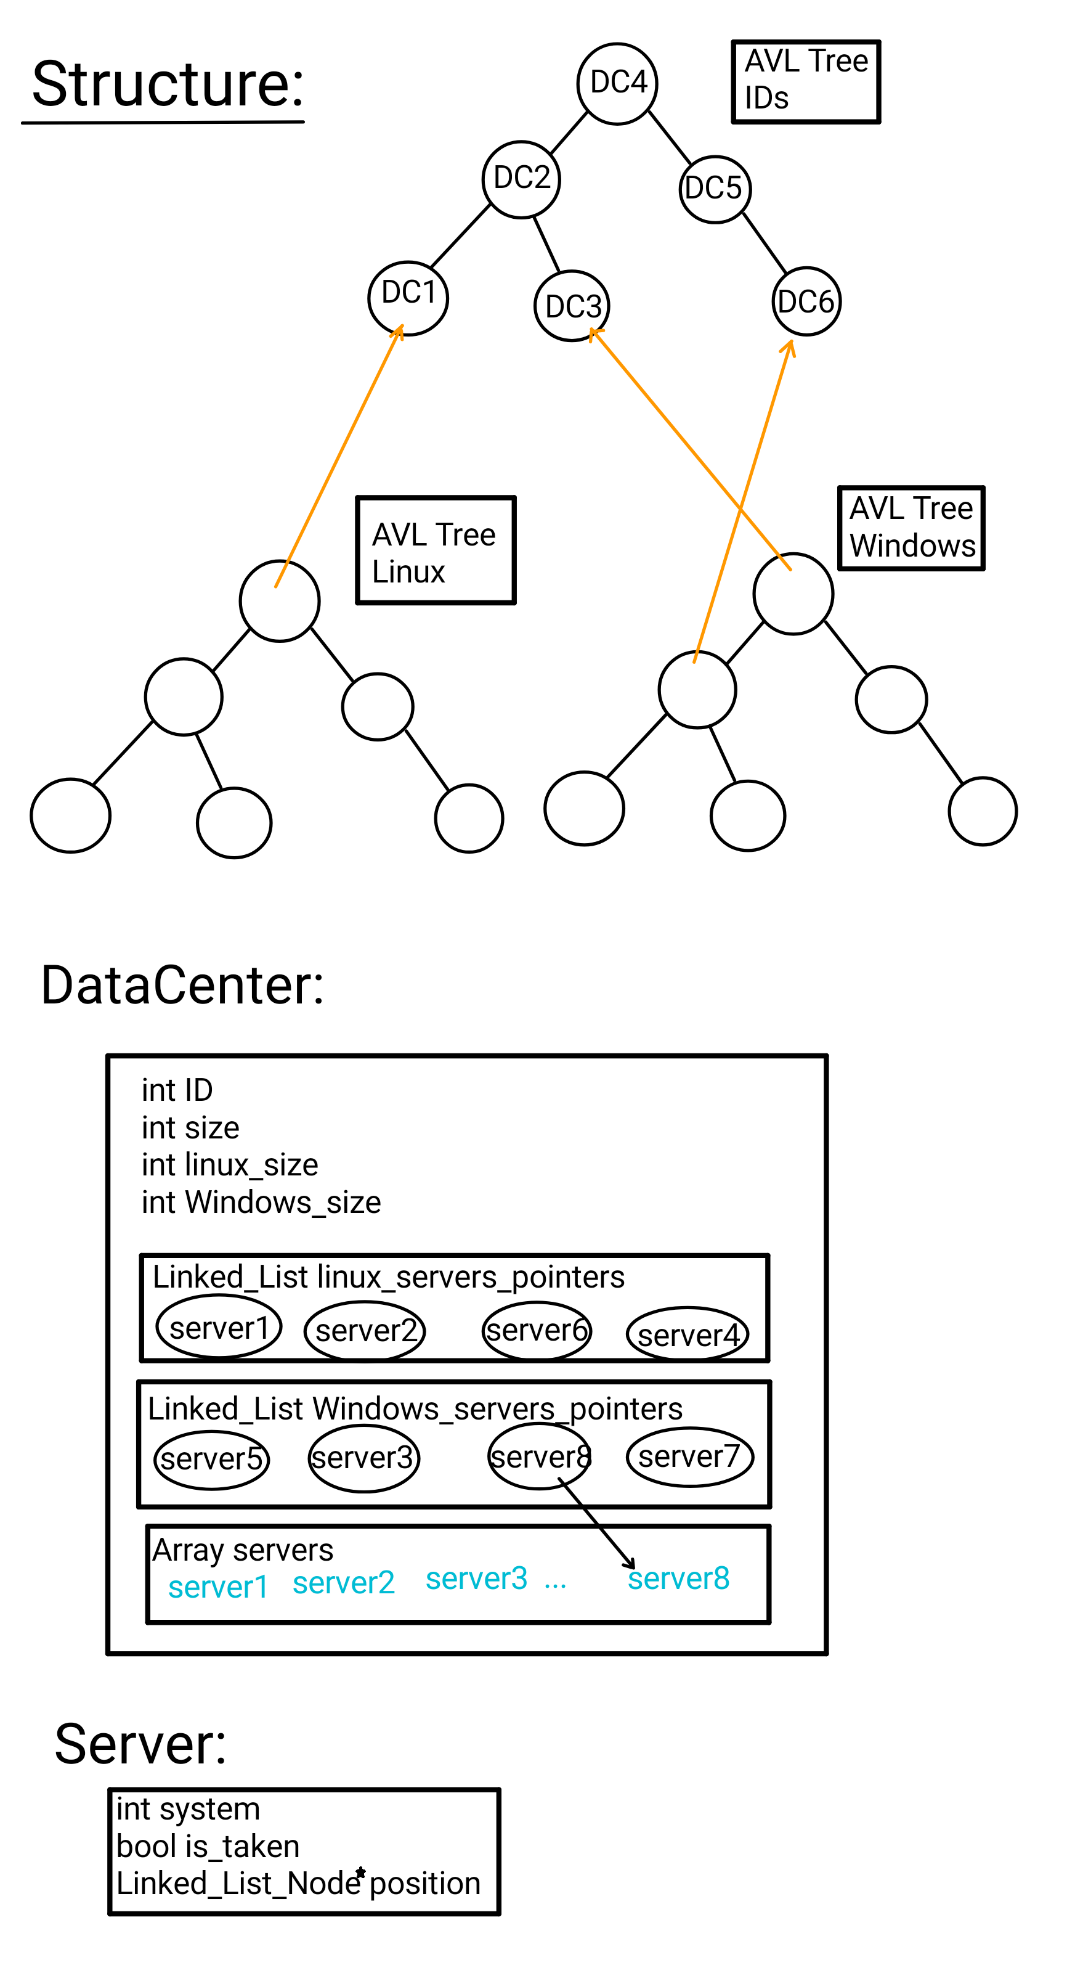 Structure:
AVL Tree
IDs
DC4
DC2
DC5
DC1
DC3
DC6
AVL Tree
Linux
AVL Tree
Windows
DataCenter:
int ID
int size
int linux_size
int Windows_size
Linked_List linux_servers_pointers
server1 server2 server6 server4
Linked_List Windows_servers_pointers
server5 server3 server8 server7
Array servers
server1 server2 server3 ... server8
Server:
int system
bool is_taken
Linked_List_Node* position